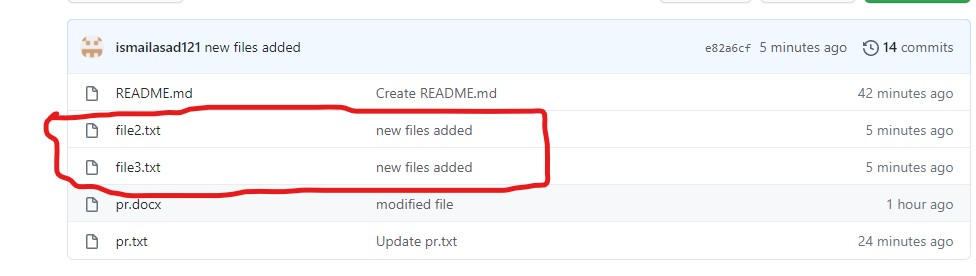 ismailasad121 new files added e82a6cf 5 minutes ago 14 commits
README.md Create README.md 42 minutes ago
file2.txt new files added 5 minutes ago
file3.txt new files added 5 minutes ago
pr.docx modified file 1 hour ago
pr.txt Update pr.txt 24 minutes ago